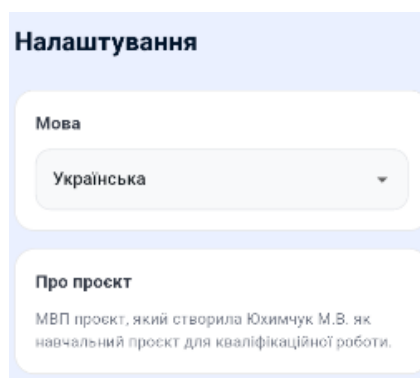 Налаштування
Мова
Українська
Про проєкт
МВП проєкт, який створила Юхимчук М.В. як
навчальний проєкт для кваліфікаційної роботи.